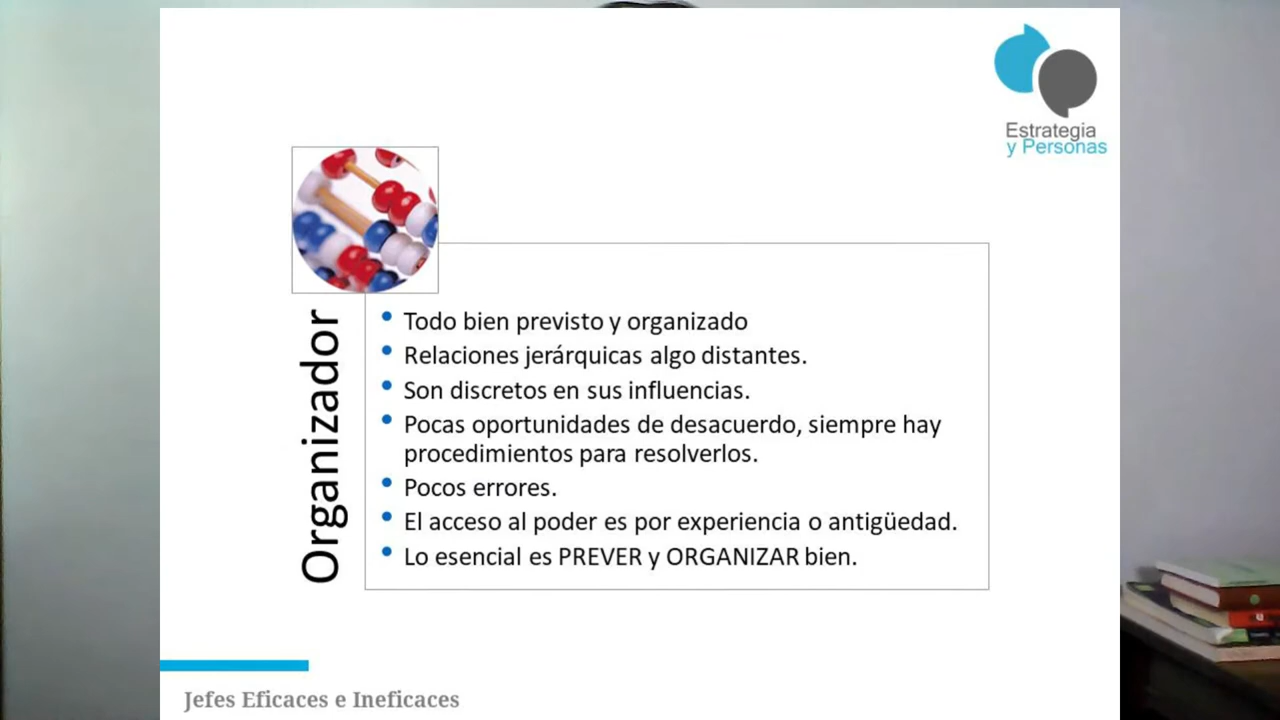 Estrategia
y Personas
Organizador
Todo bien previsto y organizado
Relaciones jerárquicas algo distantes.
Son discretos en sus influencias.
Pocas oportunidades de desacuerdo, siempre hay
procedimientos para resolverlos.
Pocos errores.
El acceso al poder es por experiencia o antigüedad.
Lo esencial es PREVER y ORGANIZAR bien.
Jefes Eficaces e Ineficaces